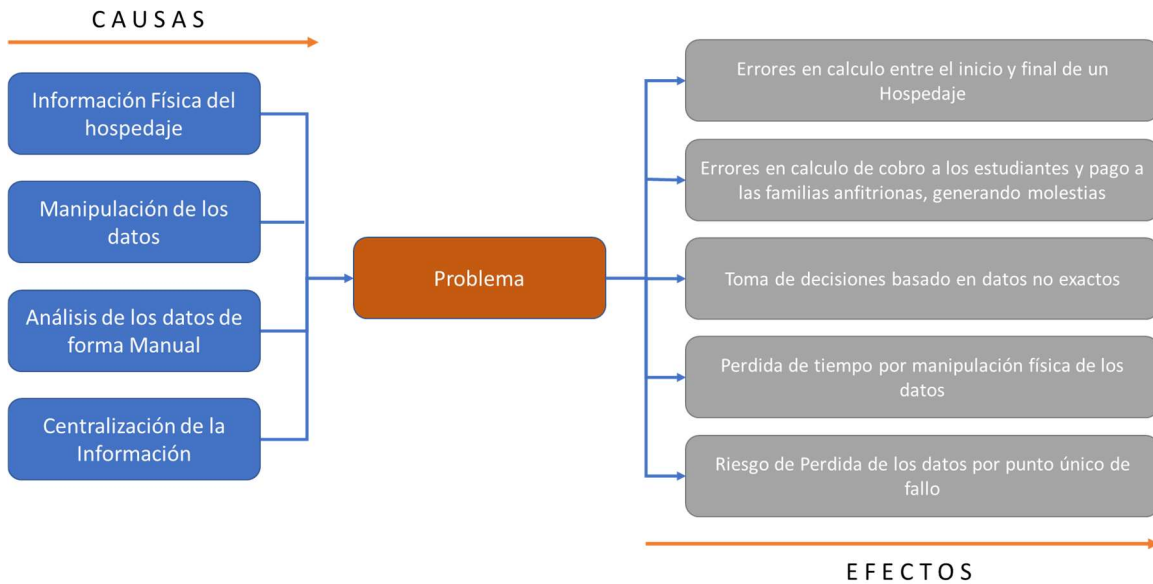 CAUSAS
Información Física del
hospedaje
Manipulación de los
datos
Análisis de los datos de
forma Manual
Centralización de la
Información
Problema
Errores en calculo entre el inicio y final de un
Hospedaje
Errores en calculo de cobro a los estudiantes y pago a
las familias anfitrionas, generando molestias
Toma de decisiones basado en datos no exactos
Perdida de tiempo por manipulación física de los
datos
Riesgo de Perdida de los datos por punto único de
fallo
EFECTOS